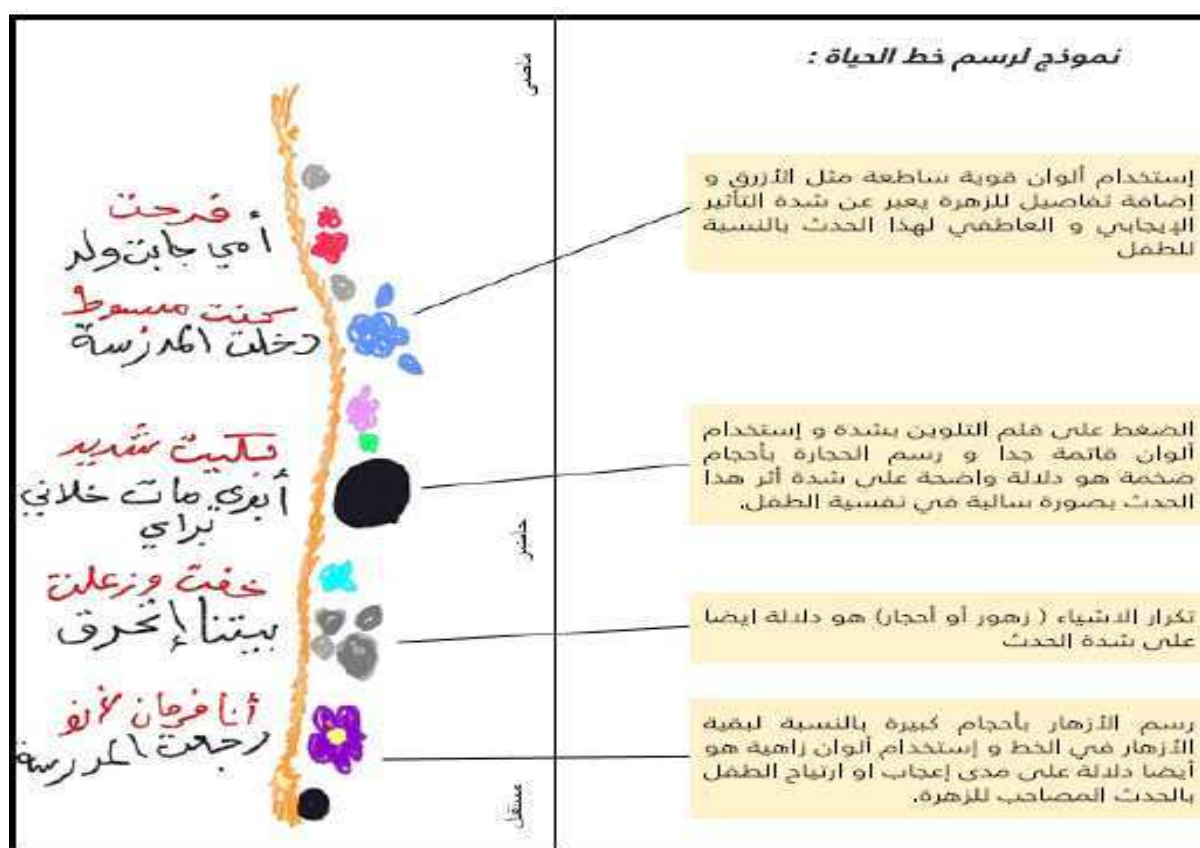 نموذج لرسم خط الحياة :
إستخدام ألوان قوية ساطعة مثل الأزرق و
إضافة تفاصيل للزهرة يعبر عن شدة التأثير
الإيجابي و العاطفي لهذا الحدث بالنسبة
للطفل
الضغط على قلم التلوين بشدة و إستخدام
ألوان قاتمة جدا و رسم الحجارة بأحجام
ضخمة هو دلالة واضحة على شدة أثر هذا
الحدث بصورة سالبة في نفسية الطفل.
تكرار الاشياء ( زهور أو أحجار) هو دلالة ايضا
على شدة الحدث
رسم الأزهار بأحجام كبيرة بالنسبة لبقية
الأزهار في الخط و إستخدام ألوان زاهية هو
أيضا دلالة على مدى إعجاب او ارتياح الطفل
بالحدث المصاحب للزهرة.
ماضي
حاضر
مستقبل
فرحت
أمي جابت ولد
كنت مبسوط
دخلت المدرسة
بكيت شديد
أبوي مات خلاني
براي
خفت وزعلت
بيتنا إتحرق
أنا فرحان لأنو
رجعت المدرسة